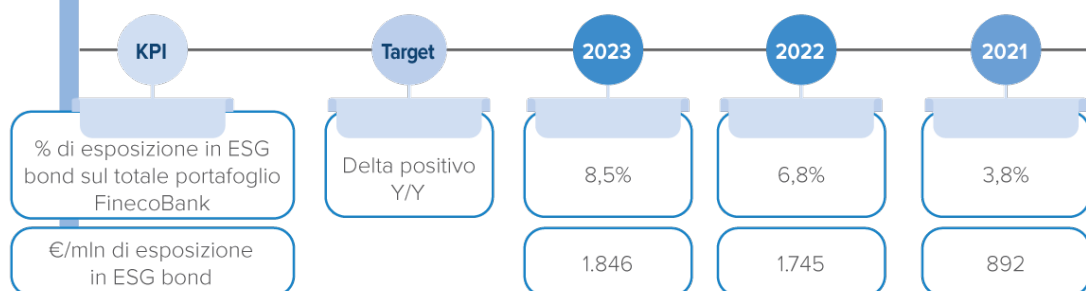 KPI
Target
2023
2022
2021
% di esposizione in ESG
bond sul totale portafoglio
FinecoBank
Delta positivo
Y/Y
8,5%
6,8%
3,8%
€/mln di esposizione
in ESG bond
1.846
1.745
892